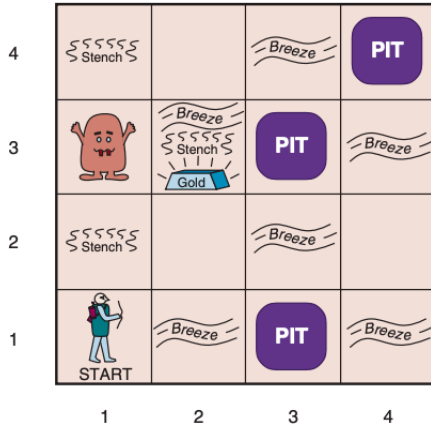 4 Stench Breeze PIT
Breeze
3 Stench PIT Breeze
Gold
2 Stench Breeze
1 Breeze PIT Breeze
START
1 2 3 4